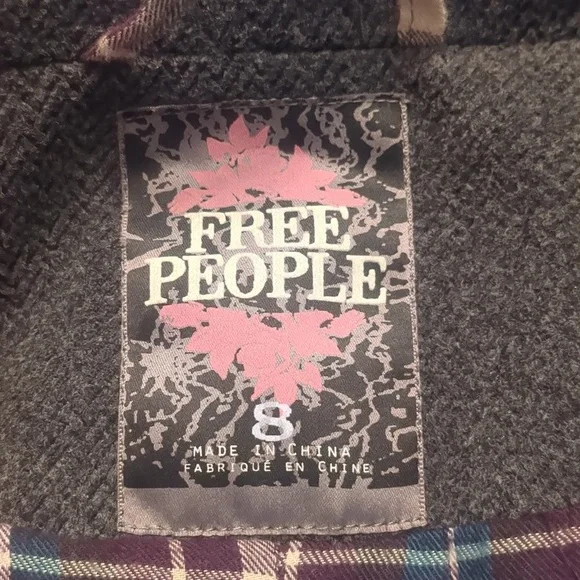 FREE
PEOPLE
8
MADE IN CHINA
FABRIQUÉ EN CHINE